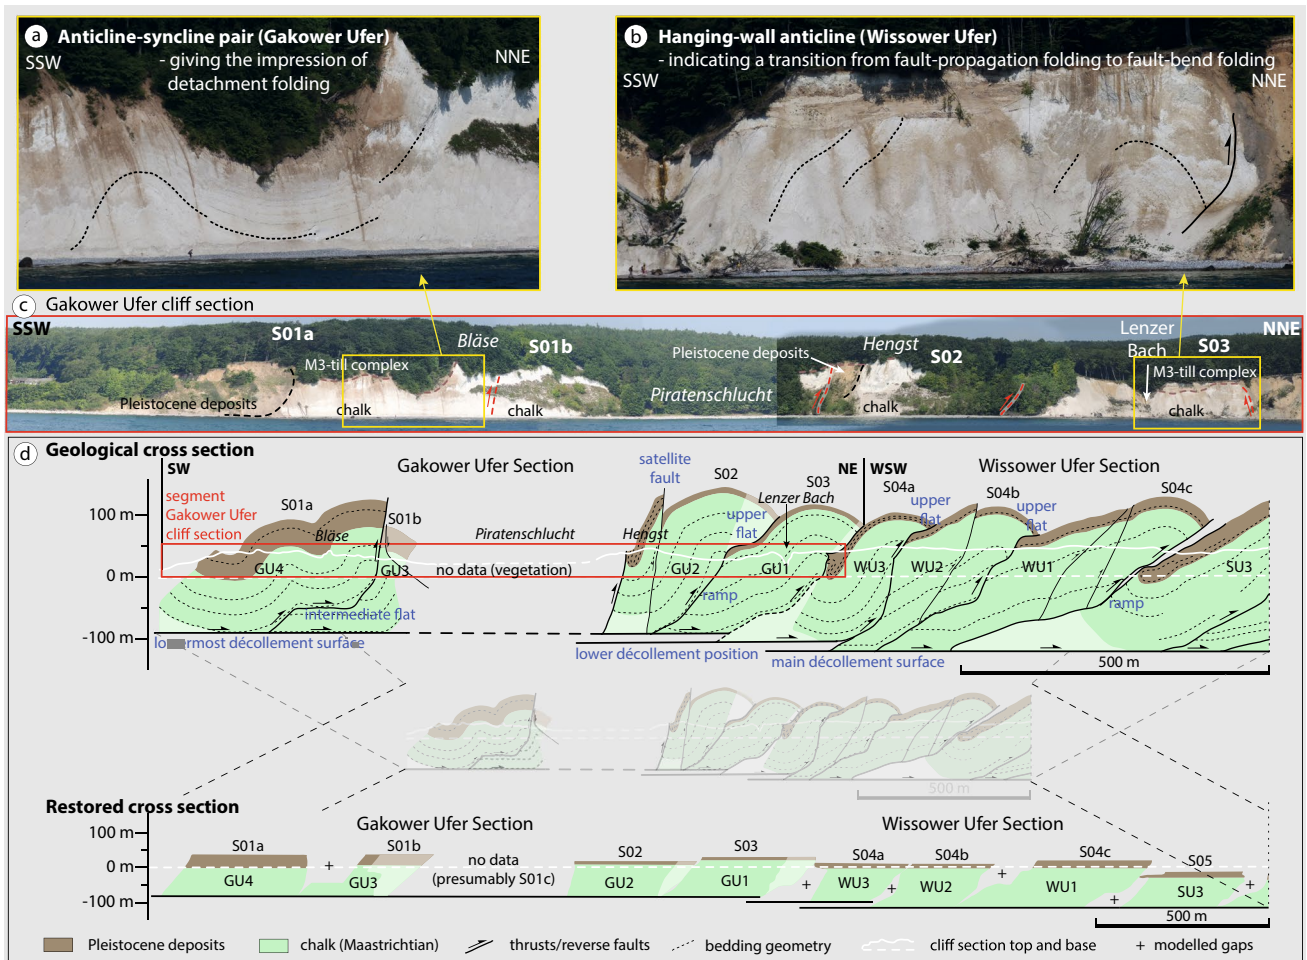 a Anticline-syncline pair (Gakower Ufer)
- giving the impression of
detachment folding
SSW
NNE
b Hanging-wall anticline (Wissower Ufer)
- indicating a transition from fault-propagation folding to fault-bend folding
SSW
NNE
c Gakower Ufer cliff section
SSW
S01a
Bläse
S01b
Pleistocene deposits
Hengst
S02
Lenzer
Bach
S03
NNE
M3-till complex
Piratenschlucht
M3-till complex
Pleistocene deposits
chalk
chalk
chalk
chalk
d Geological cross section
SW
Gakower Ufer Section
satellite
fault
S02
NE
WSW
Wissower Ufer Section
segment
Gakower Ufer
cliff section
S01a
S01b
S03
Lenzer Bach
S04a
upper
flat
S04b
upper
flat
S04c
100 m
Bläse
Piratenschlucht
Hengst
upper
flat
0 m
GU4
GU3
no data (vegetation)
GU2
GU1
WU3
WU2
WU1
SU3
intermediate flat
ramp
ramp
-100 m
lowermost décollement surface
lower décollement position
main décollement surface
500 m
500 m
Restored cross section
100 m
Gakower Ufer Section
Wissower Ufer Section
S01a
S01b
no data
(presumably S01c)
S02
S03
S04a
S04b
S04c
S05
0 m
GU4
+
GU3
GU2
GU1
+
WU3
+
WU2
+
WU1
+
SU3
+
-100 m
500 m
Pleistocene deposits
chalk (Maastrichtian)
thrusts/reverse faults
bedding geometry
cliff section top and base
+ modelled gaps